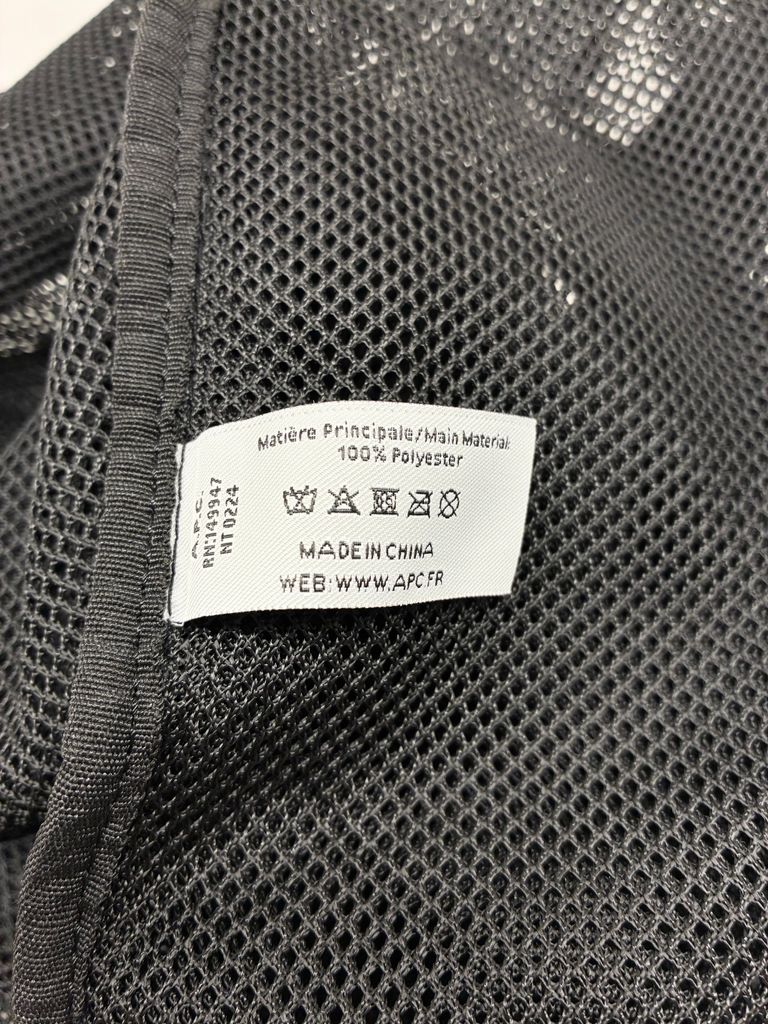 Matière Principale/Main Material:
100% Polyester
MADE IN CHINA
WEB: WWW.APC.FR
A.P.C.
RN:149947
NT 0224